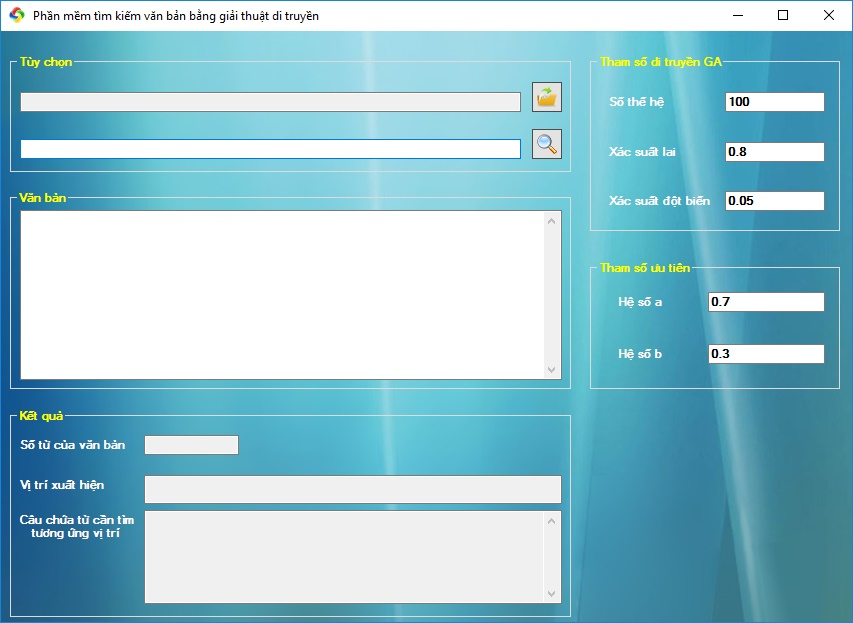 Phần mềm tìm kiếm văn bản bằng giải thuật di truyền
Tùy chọn
Văn bản
Kết quả
Số từ của văn bản
Vị trí xuất hiện
Câu chứa từ cần tìm
tương ứng vị trí
Tham số di truyền GA
Số thế hệ 100
Xác suất lai 0.8
Xác suất đột biến 0.05
Tham số ưu tiên
Hệ số a 0.7
Hệ số b 0.3